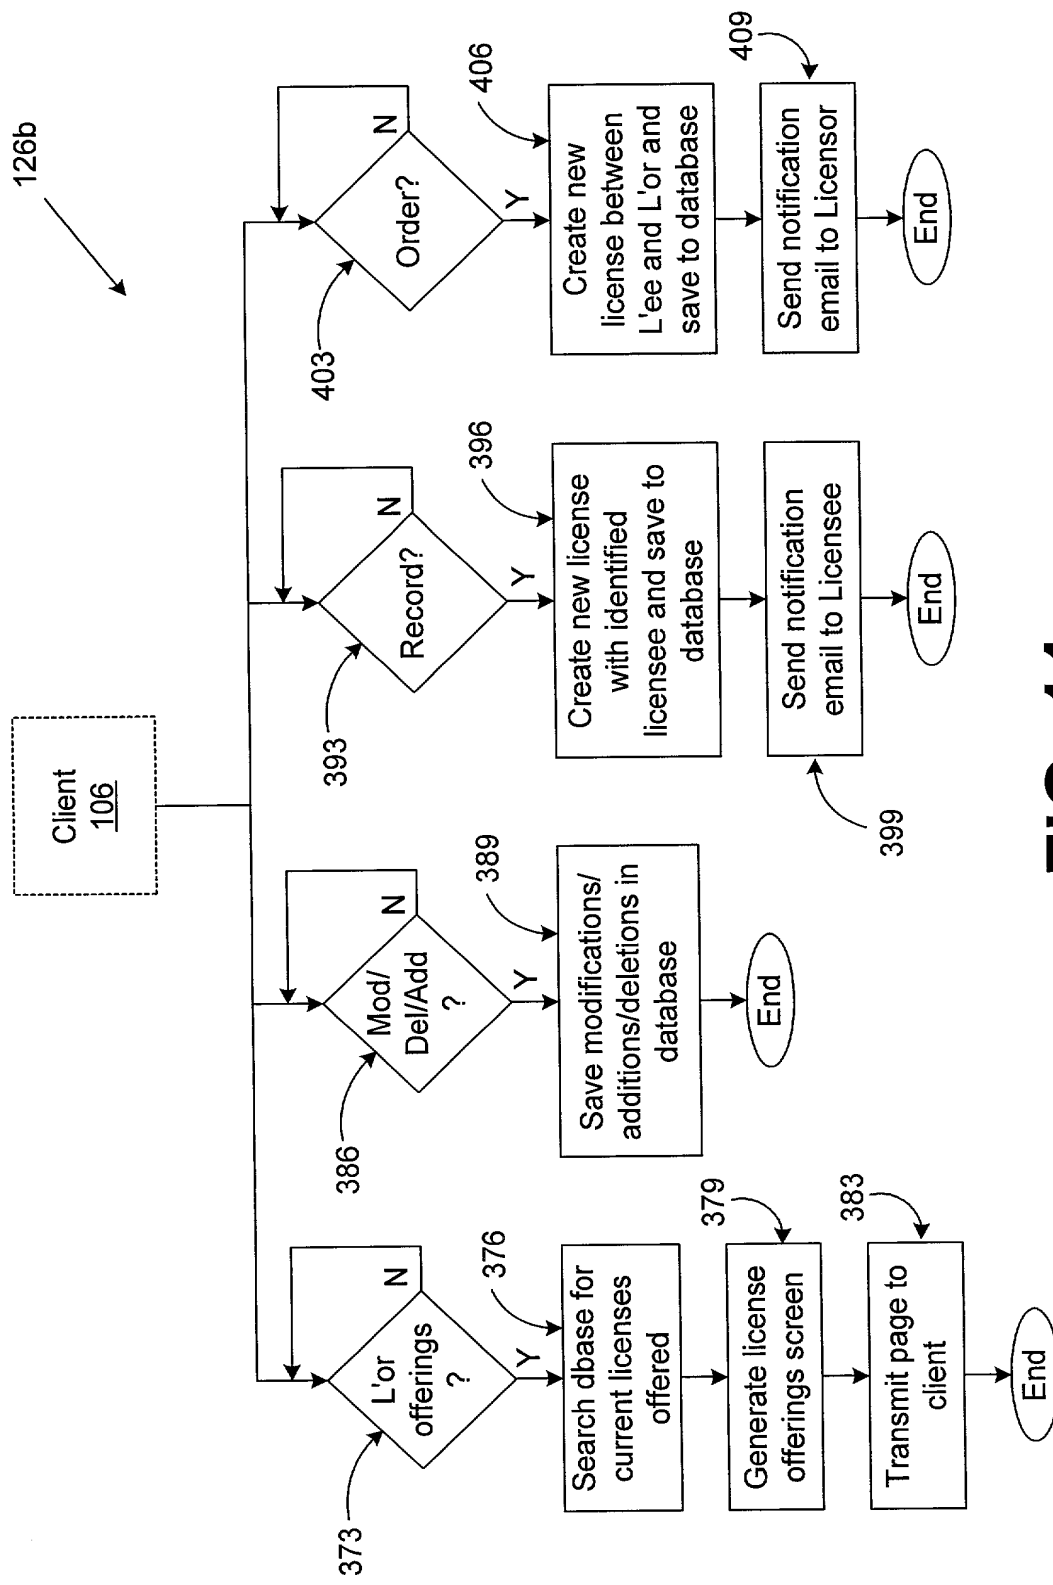 126b
Client
106
373
L'or
offerings
?
N
Y
376
Search dbase for
current licenses
offered
379
Generate license
offerings screen
383
Transmit page to
client
End
386
Mod/
Del/Add
?
N
Y
389
Save modifications/
additions/deletions in
database
End
393
Record?
N
Y
396
Create new license
with identified
licensee and save to
database
399
Send notification
email to Licensee
End
403
Order?
N
Y
406
Create new
license between
L'ee and L'or and
save to database
409
Send notification
email to Licensor
End